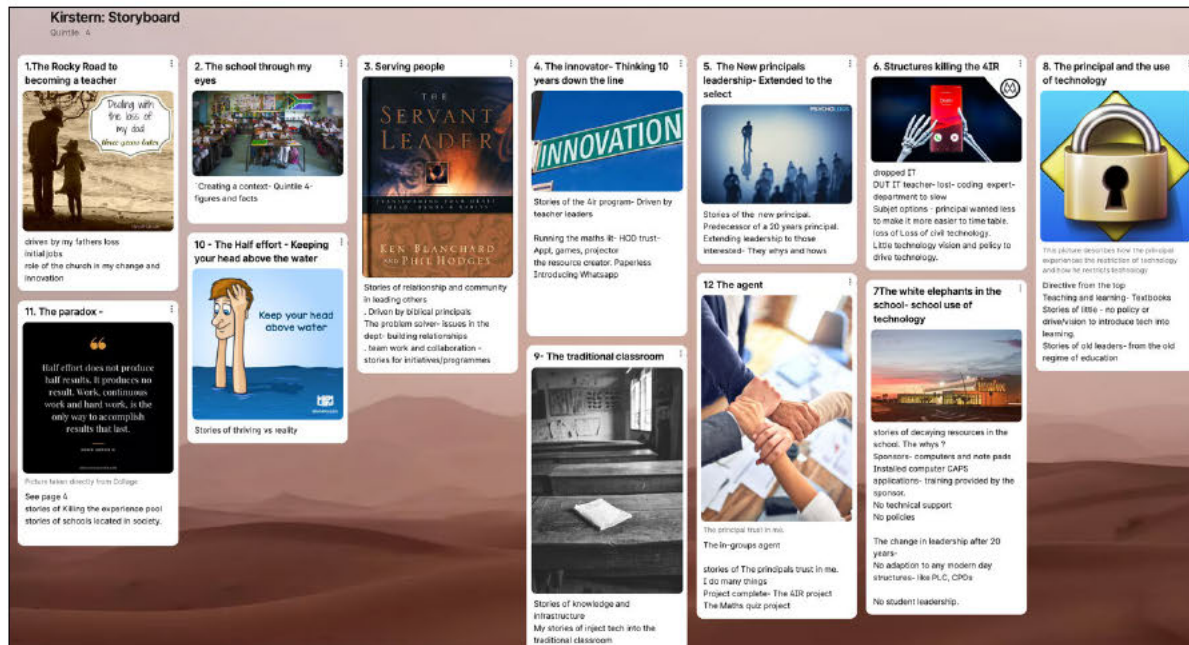 Kirstern: Storyboard
Quintile 4
1.The Rocky Road to
becoming a teacher
Dealing with
the loss of
my dad
driven by my fathers loss
initial jobs
role of the church in my change and
innovation
11. The paradox -
Half effort does not produce
half results. It produces no
result. Work, continuous
work and hard work, is the
only way to accomplish
results that last.
Picture taken directly from Collage
See page 4
stories of Killing the experience pool
stories of schools located in society.
2. The school through my
eyes
`Creating a context- Quintile 4-
figures and facts
10 - The Half effort - Keeping
your head above the water
Keep your head
above water
Stories of thriving vs reality
3. Serving people
THE
SERVANT
LEADER
TRANSFORMING YOUR HEART
HEAD, HANDS & HABITS
KEN BLANCHARD
AND PHIL HODGES
Stories of relationship and community
in leading others
. Driven by biblical principals
The problem solver- issues in the
dept- building relationships
. team work and collaboration -
stories for initiatives/programmes
4. The innovator- Thinking 10
years down the line
INNOVATION
Stories of the Air program- Driven by
teacher leaders
Running the maths lit- HOD trust-
Appl, games, projector
the resource creator. Paperless
Introducing Whatsapp
9- The traditional classroom
Stories of knowledge and
infrastructure
My stories of inject tech into the
traditional classroom
5. The New principals
leadership- Extended to the
select
Stories of the new principal.
Predecessor of a 20 years principal.
Extending leadership to those
interested- They whys and hows
12 The agent
The principal trust in me.
The in-groups agent
stories of The principals trust in me.
I do many things
Project complete- The AIR project
The Maths quiz project
6. Structures killing the 4IR
dropped IT
DUT IT teacher- lost- coding expert-
department to slow
Subjet options - principal wanted less
to make it more easier to time table.
loss of Loss of civil technology.
Little technology vision and policy to
drive technology.
7The white elephants in the
school- school use of
technology
stories of decaying resources in the
school. The whys ?
Sponsors- computers and note pads
Installed computer CAPS
applications- training provided by the
sponsor.
No technical support
No policies
The change in leadership after 20
years-
No adaption to any modern day
structures- like PLC, CPDs
No student leadership.
8. The principal and the use
of technology
This picture describes how the principal
experiences the restriction of technology
and how he restricts technology
Directive from the top
Teaching and learning- Textbooks
Stories of little - no policy or
drive/vision to introduce tech into
learning.
Stories of old leaders- from the old
regime of education